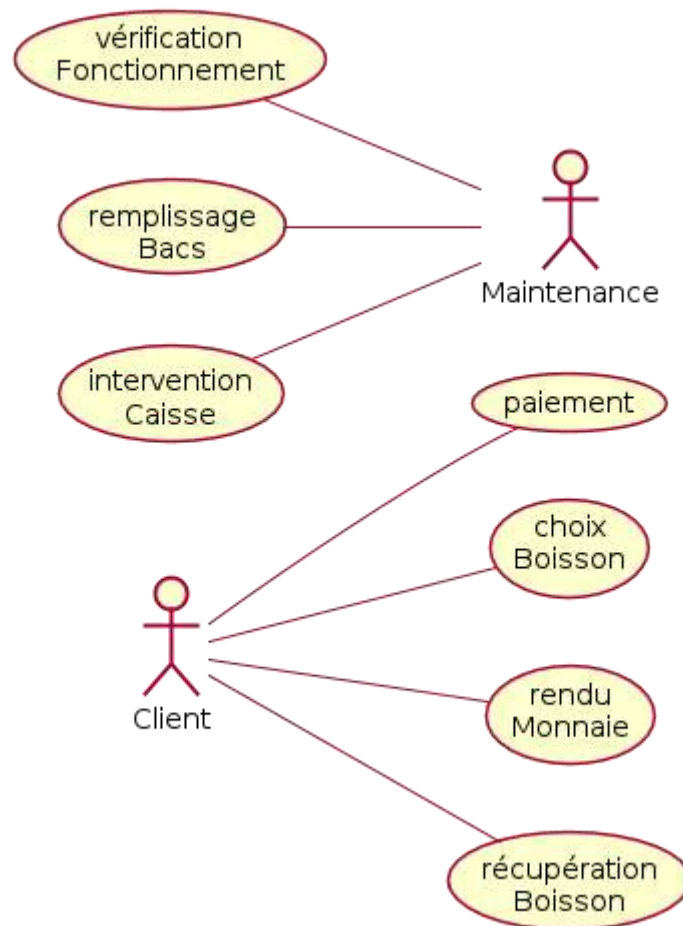 vérification
Fonctionnement
remplissage
Bacs
Maintenance
intervention
Caisse
paiement
choix
Boisson
Client
rendu
Monnaie
récupération
Boisson